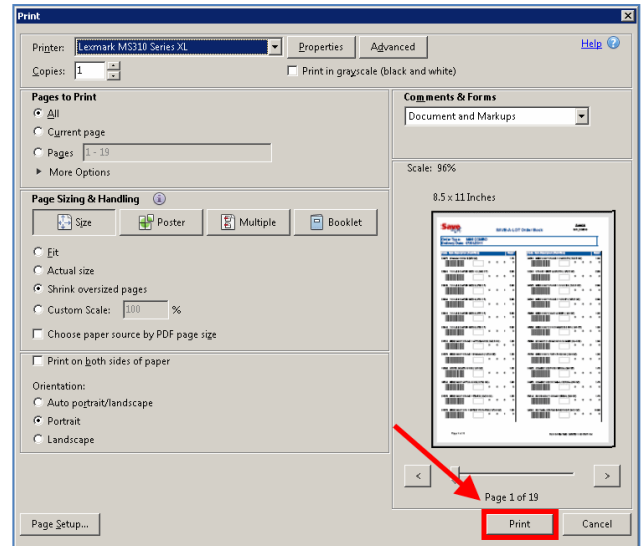 Print
Printer: Lexmark MS310 Series XL Properties Advanced Help
Copies: 1 Print in grayscale (black and white)
Pages to Print Comments & Forms
All Document and Markups
Current page
Pages 1 - 19
More Options Scale: 96%
Page Sizing & Handling 8.5 x 11 Inches
Size Poster Multiple Booklet
Fit
Actual size
Shrink oversized pages
Custom Scale: 100 %
Choose paper source by PDF page size
Print on both sides of paper
Orientation:
Auto portrait/landscape
Portrait
Landscape
< >
Page 1 of 19
Page Setup... Print Cancel